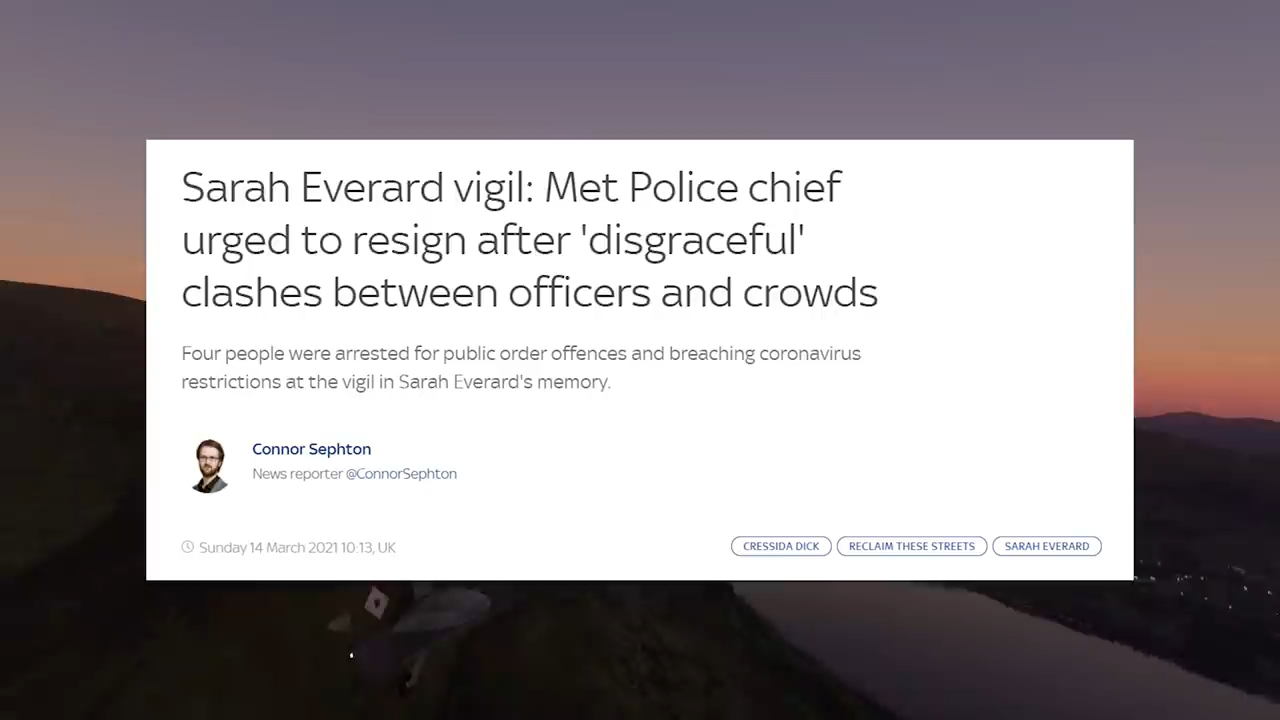 Sarah Everard vigil: Met Police chief
urged to resign after 'disgraceful'
clashes between officers and crowds
Four people were arrested for public order offences and breaching coronavirus
restrictions at the vigil in Sarah Everard's memory.
Connor Sephton
News reporter @ConnorSephton
Sunday 14 March 2021 10:13, UK
CRESSIDA DICK
RECLAIM THESE STREETS
SARAH EVERARD